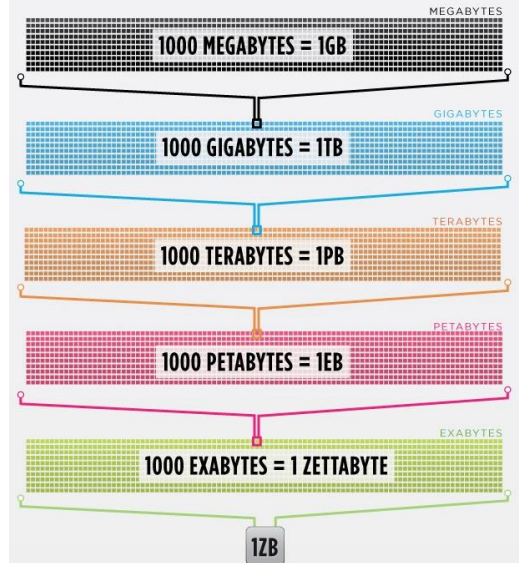 MEGABYTES
1000 MEGABYTES = 1GB
GIGABYTES
1000 GIGABYTES = 1TB
TERABYTES
1000 TERABYTES = 1PB
PETABYTES
1000 PETABYTES = 1EB
EXABYTES
1000 EXABYTES = 1 ZETTABYTE
1ZB